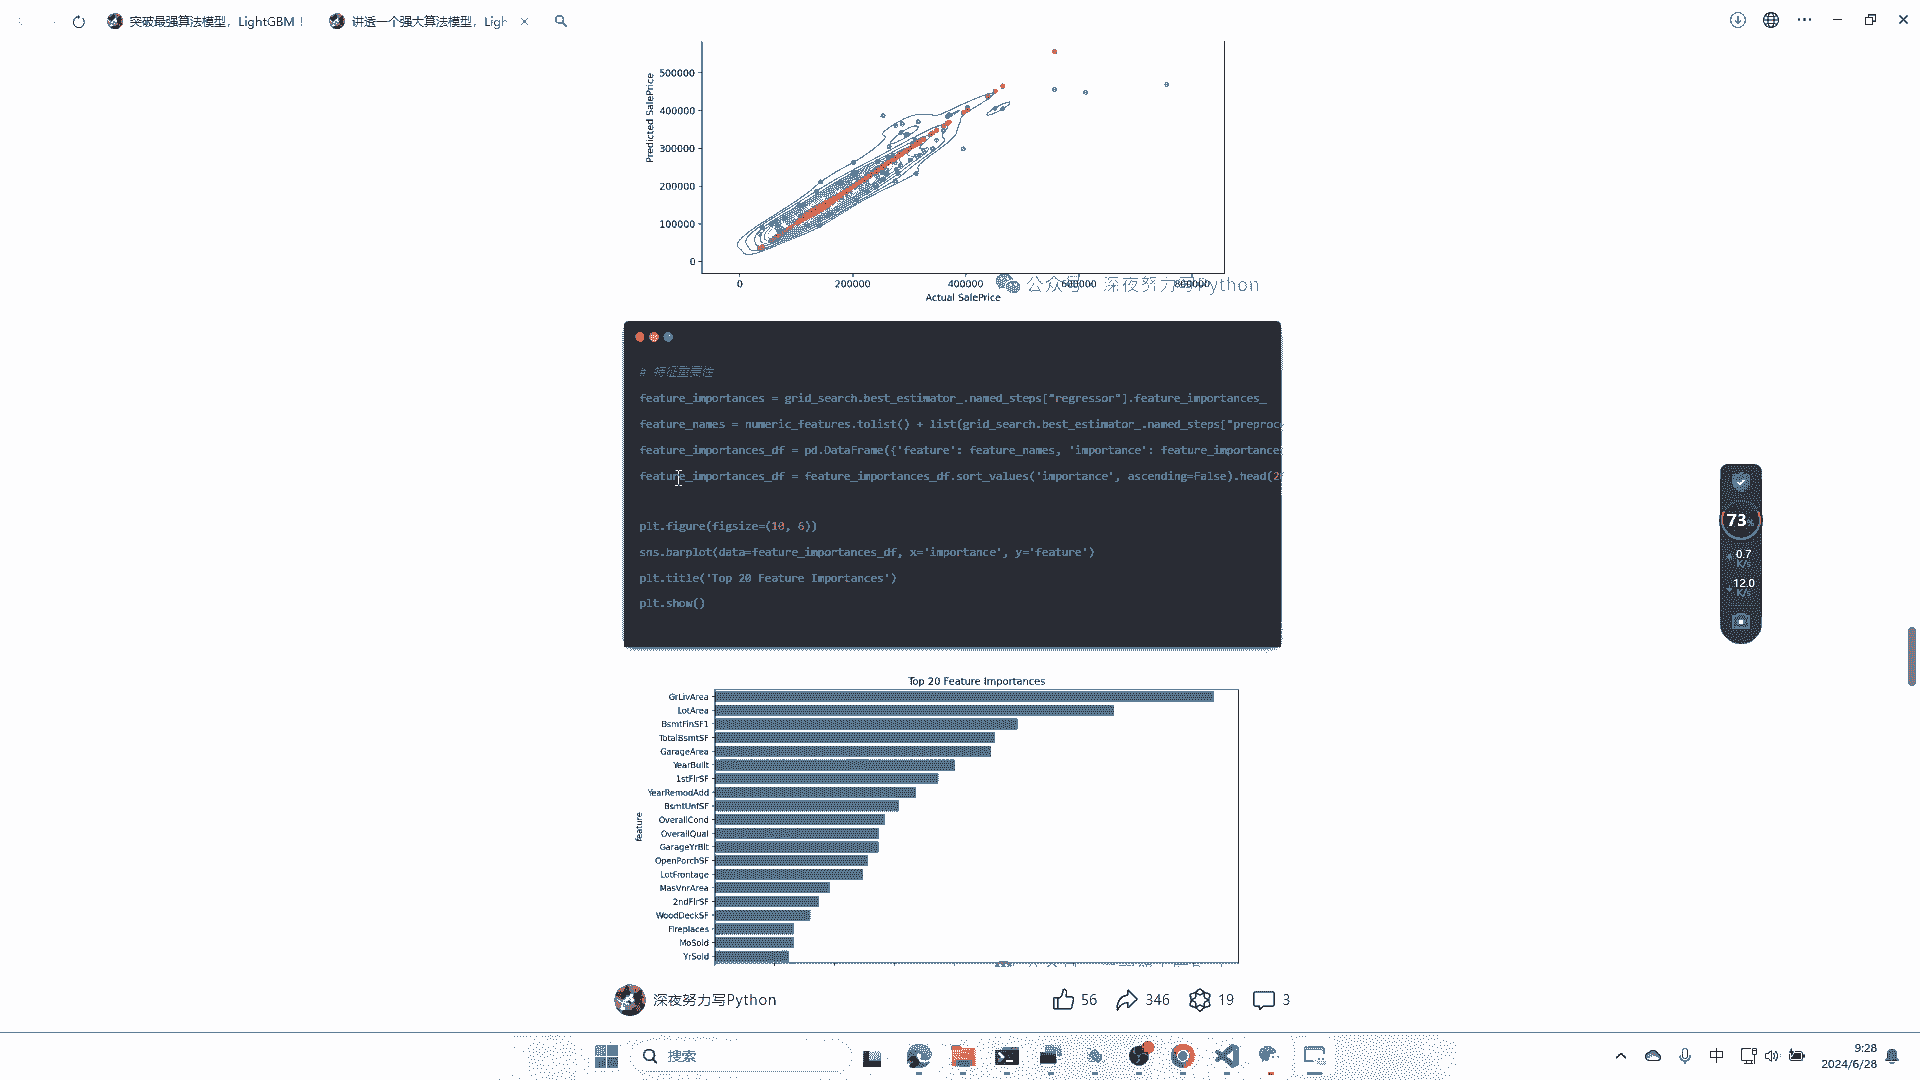 突破最强算法模型，LightGBM！
讲透一个强大算法模型，Ligh
500000
400000
300000
200000
100000
0
Predicted SalePrice
0
200000
400000
600000
800000
Actual SalePrice
公众号 · 深夜努力写Python
# 特征重要性
feature_importances = grid_search.best_estimator_.named_steps["regressor"].feature_importances_
feature_names = numeric_features.tolist() + list(grid_search.best_estimator_.named_steps["preproc
feature_importances_df = pd.DataFrame({'feature': feature_names, 'importance': feature_importances
feature_importances_df = feature_importances_df.sort_values('importance', ascending=False).head(2
plt.figure(figsize=(10, 6))
sns.barplot(data=feature_importances_df, x='importance', y='feature')
plt.title('Top 20 Feature Importances')
plt.show()
Top 20 Feature Importances
GrLivArea
LotArea
BsmtFinSF1
TotalBsmtSF
GarageArea
YearBuilt
1stFlrSF
YearRemodAdd
BsmtUnfSF
OverallCond
OverallQual
GarageYrBlt
OpenPorchSF
LotFrontage
MasVnrArea
2ndFlrSF
WoodDeckSF
Fireplaces
MoSold
YrSold
feature
73%
0.7
K/s
12.0
K/s
深夜努力写Python
56
346
19
3
搜索
中
9:28
2024/6/28